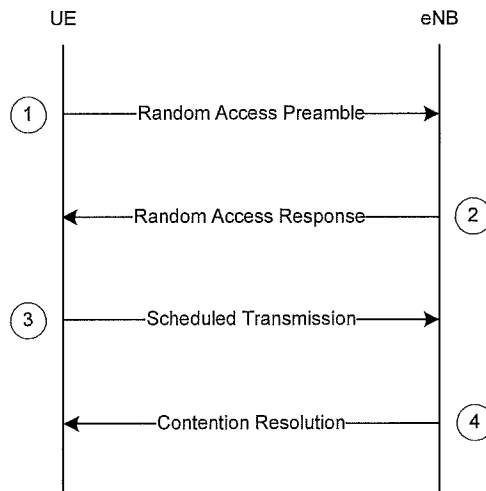 UE
eNB
1
Random Access Preamble
Random Access Response
2
3
Scheduled Transmission
Contention Resolution
4